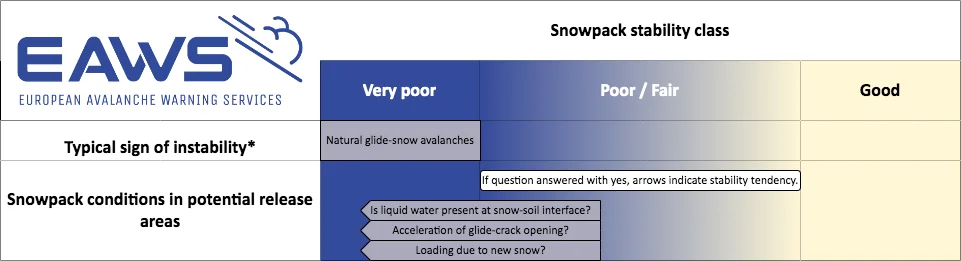 EAWS
EUROPEAN AVALANCHE WARNING SERVICES
Snowpack stability class
Very poor
Poor / Fair
Good
Typical sign of instability*
Natural glide-snow avalanches
Snowpack conditions in potential release
areas
If question answered with yes, arrows indicate stability tendency.
Is liquid water present at snow-soil interface?
Acceleration of glide-crack opening?
Loading due to new snow?